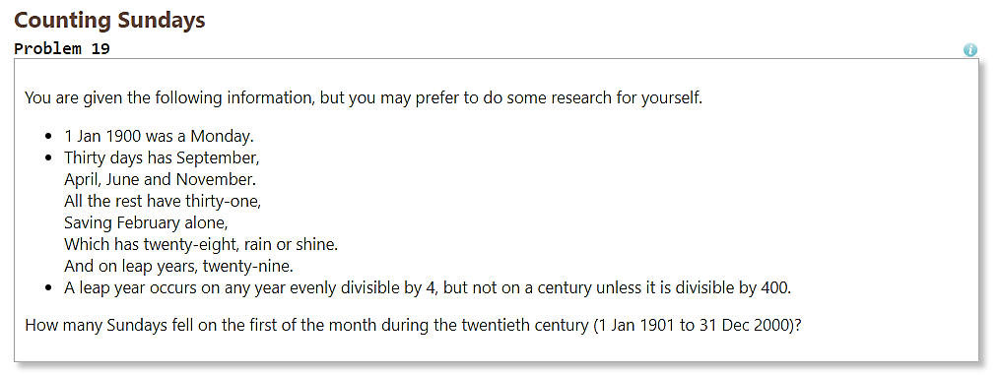 Counting Sundays
Problem 19
You are given the following information, but you may prefer to do some research for yourself.
• 1 Jan 1900 was a Monday.
• Thirty days has September,
April, June and November.
All the rest have thirty-one,
Saving February alone,
Which has twenty-eight, rain or shine.
And on leap years, twenty-nine.
• A leap year occurs on any year evenly divisible by 4, but not on a century unless it is divisible by 400.
How many Sundays fell on the first of the month during the twentieth century (1 Jan 1901 to 31 Dec 2000)?